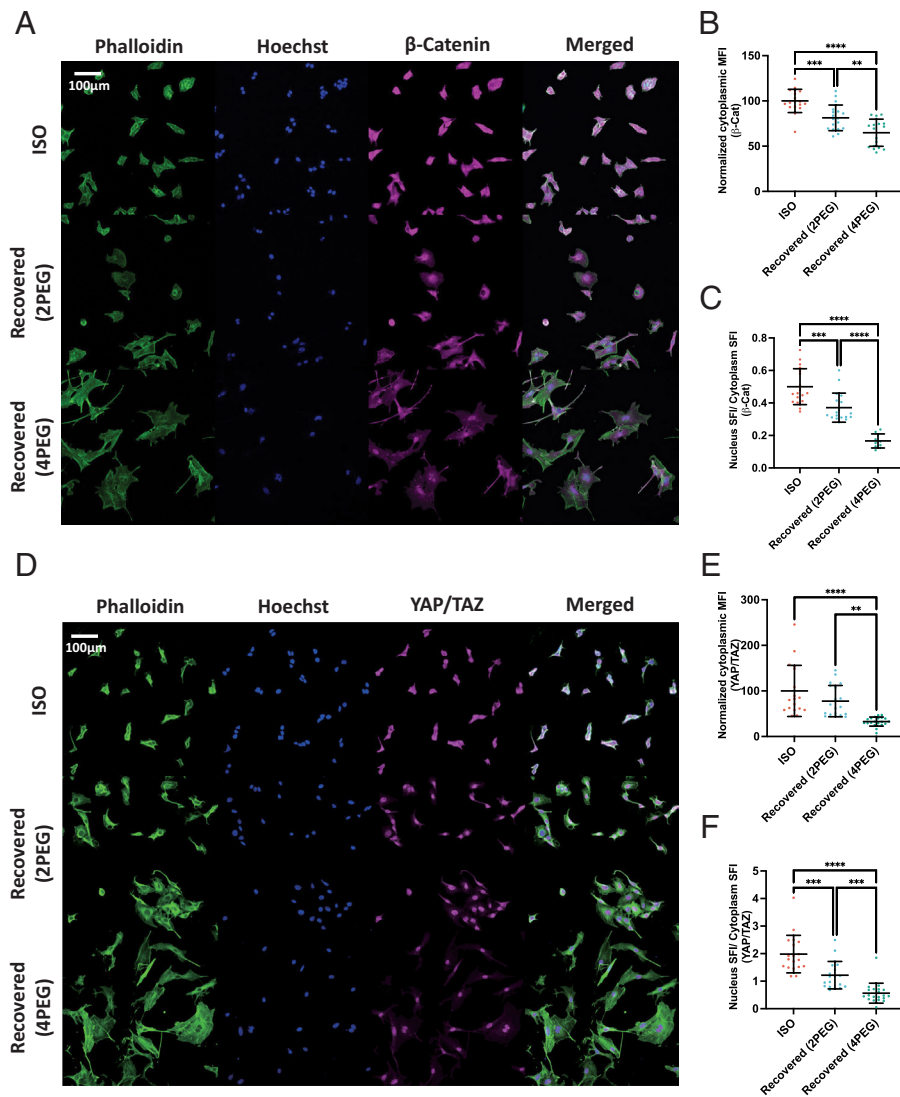 A
Phalloidin Hoechst β-Catenin Merged
100μm
ISO
Recovered
(2PEG)
Recovered
(4PEG)
B
Normalized cytoplasmic MFI
(β-Cat)
150
100
50
0
****
*** **
ISO
Recovered (2PEG)
Recovered (4PEG)
C
Nucleus SFI/ Cytoplasm SFI
(β-Cat)
0.8
0.6
0.4
0.2
0.0
****
*** ****
ISO
Recovered (2PEG)
Recovered (4PEG)
D
Phalloidin Hoechst YAP/TAZ Merged
100μm
ISO
Recovered
(2PEG)
Recovered
(4PEG)
E
Normalized cytoplasmic MFI
(YAP/TAZ)
300
200
100
0
****
**
ISO
Recovered (2PEG)
Recovered (4PEG)
F
Nucleus SFI/ Cytoplasm SFI
(YAP/TAZ)
5
4
3
2
1
0
****
*** ***
ISO
Recovered (2PEG)
Recovered (4PEG)